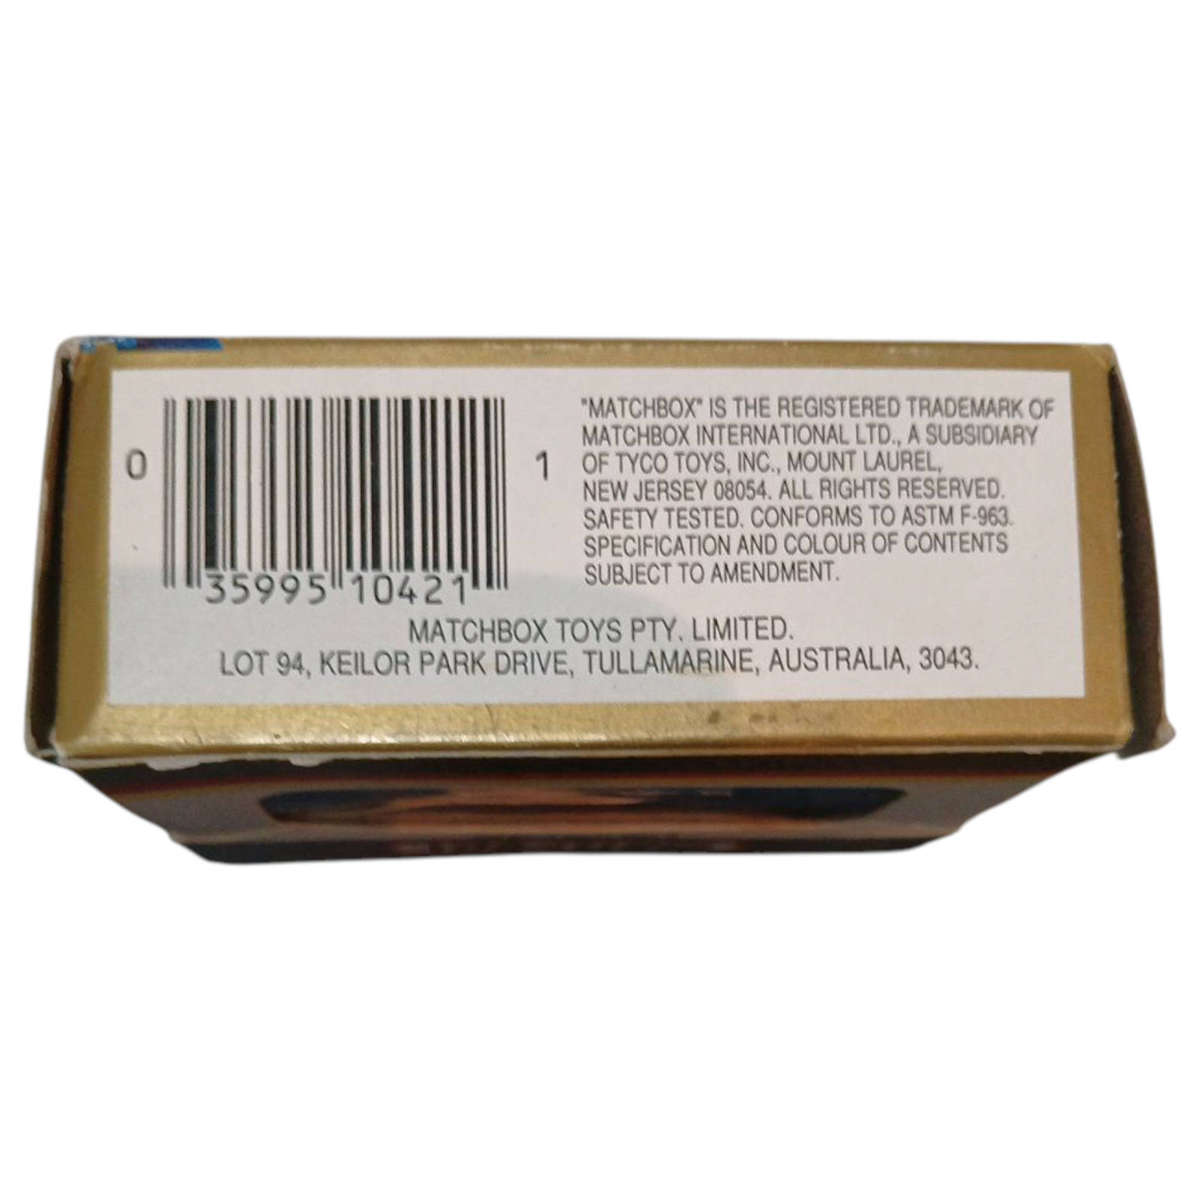 0 35995 10421 1
"MATCHBOX" IS THE REGISTERED TRADEMARK OF
MATCHBOX INTERNATIONAL LTD., A SUBSIDIARY
OF TYCO TOYS, INC., MOUNT LAUREL,
NEW JERSEY 08054. ALL RIGHTS RESERVED.
SAFETY TESTED. CONFORMS TO ASTM F-963.
SPECIFICATION AND COLOUR OF CONTENTS
SUBJECT TO AMENDMENT.
MATCHBOX TOYS PTY. LIMITED.
LOT 94, KEILOR PARK DRIVE, TULLAMARINE, AUSTRALIA, 3043.